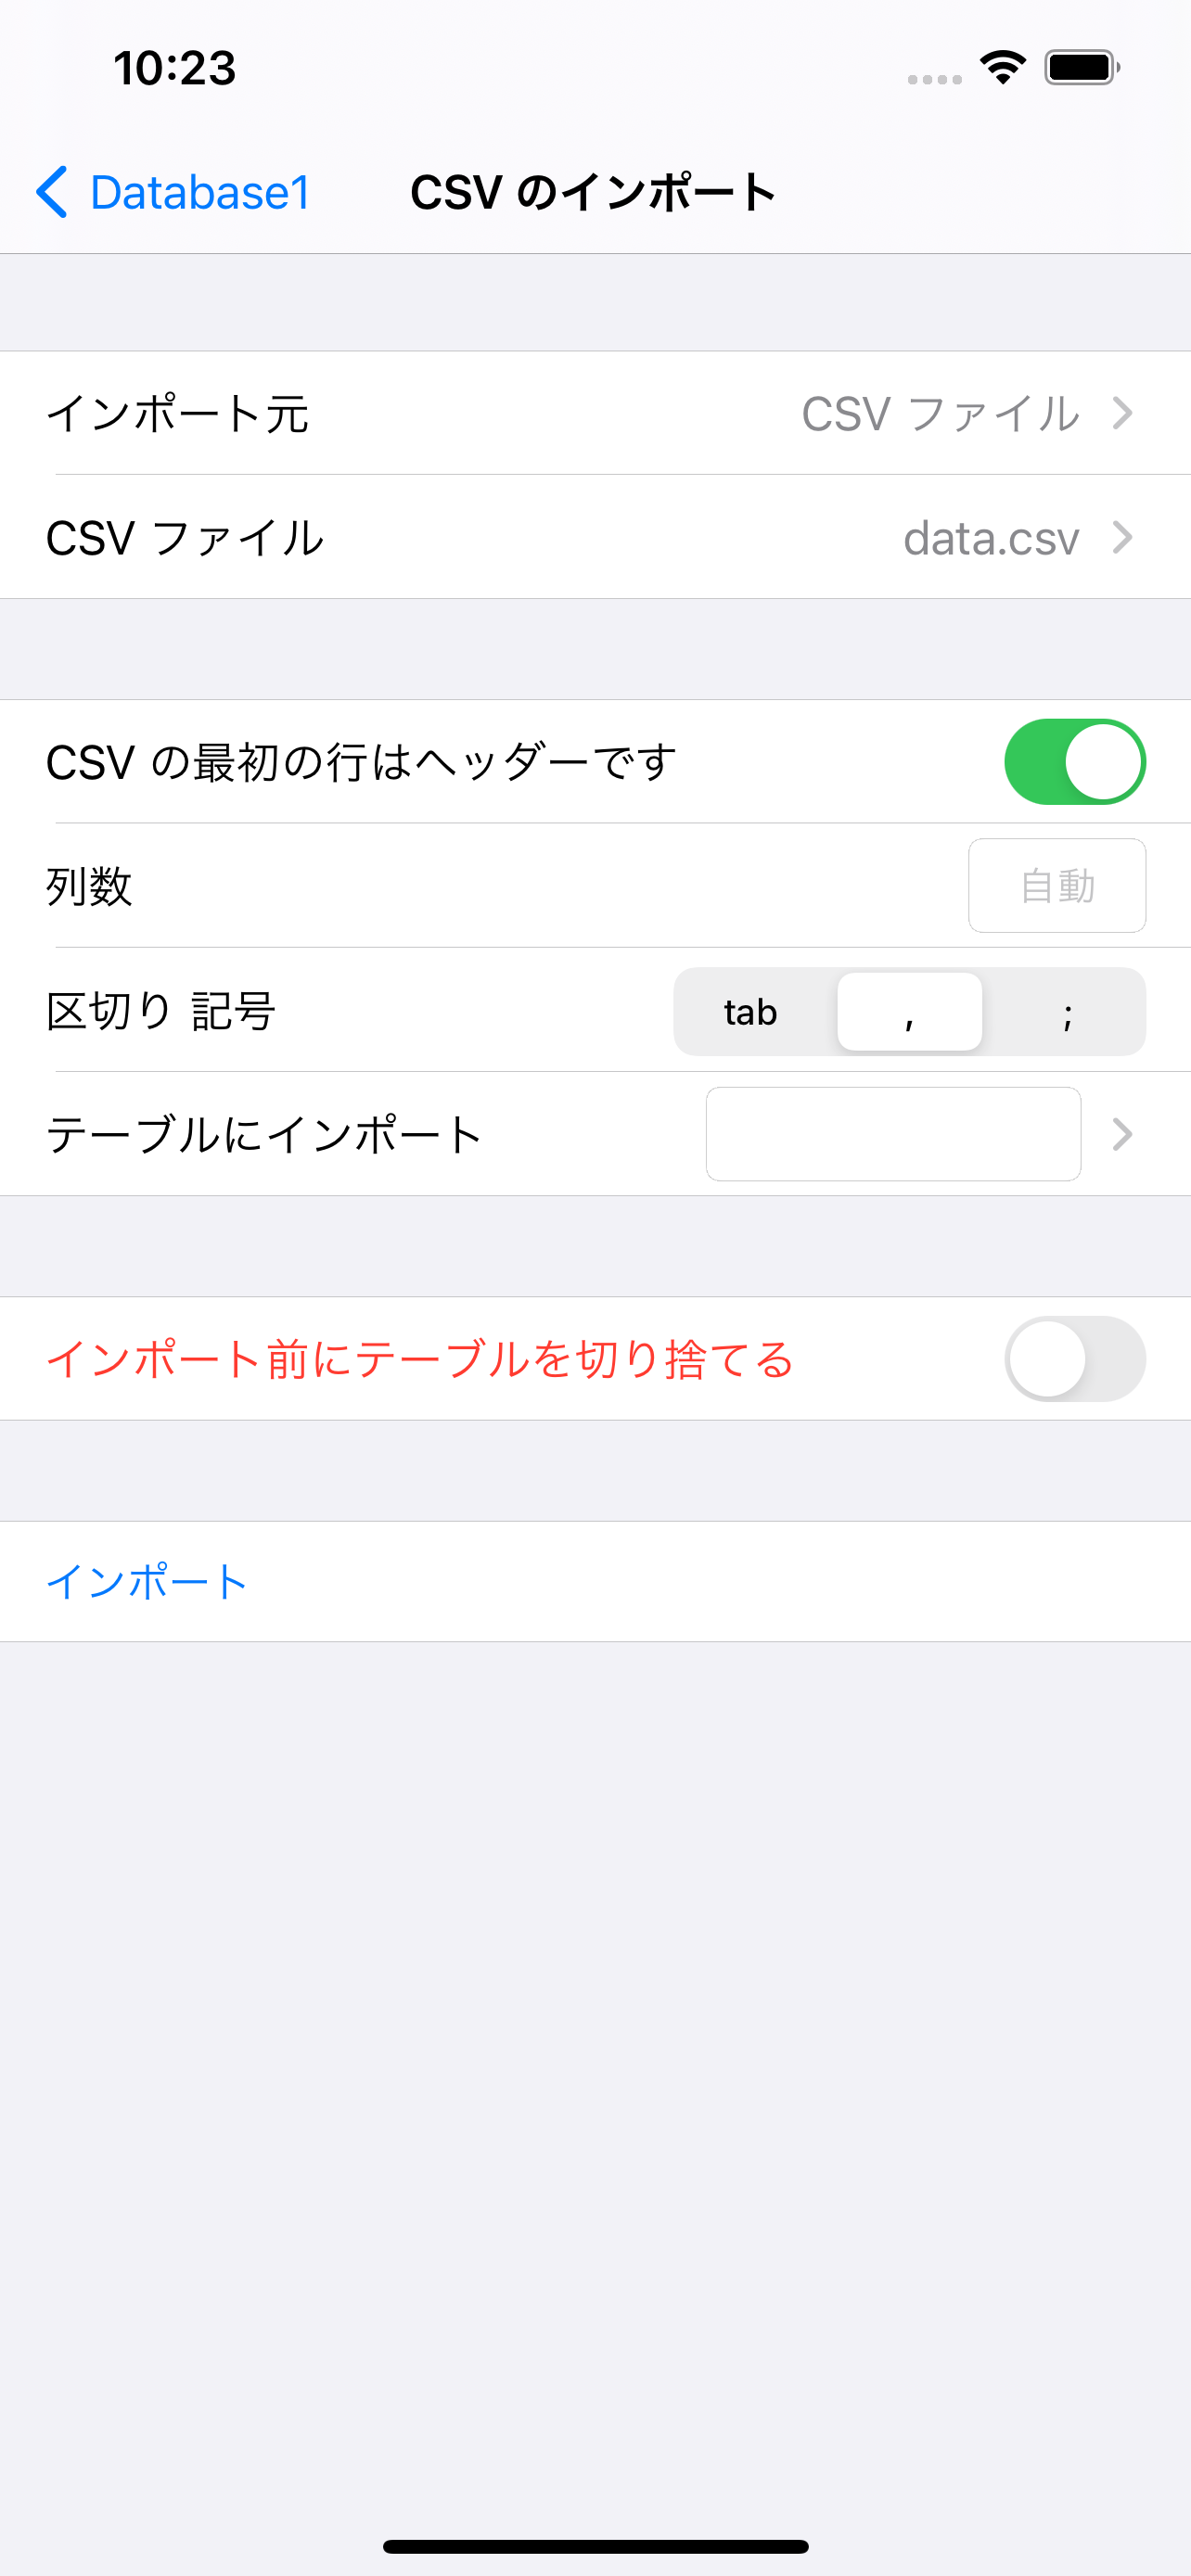 10:23
Database1 CSV のインポート
インポート元 CSV ファイル
CSV ファイル data.csv
CSV の最初の行はヘッダーです
列数 自動
区切り 記号 tab , ;
テーブルにインポート
インポート前にテーブルを切り捨てる
インポート